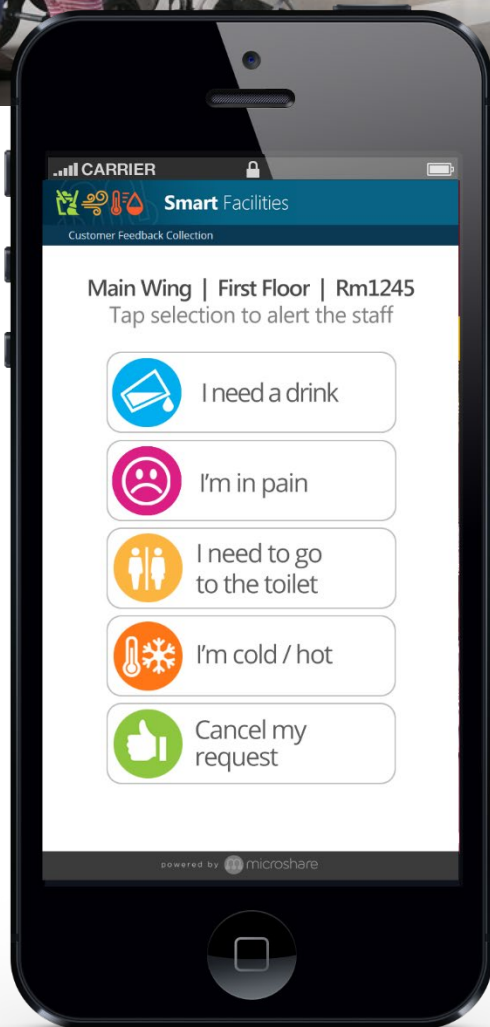 CARRIER
Smart Facilities
Customer Feedback Collection
Main Wing | First Floor | Rm1245
Tap selection to alert the staff
I need a drink
I'm in pain
I need to go
to the toilet
I'm cold / hot
Cancel my
request
powered by microshare